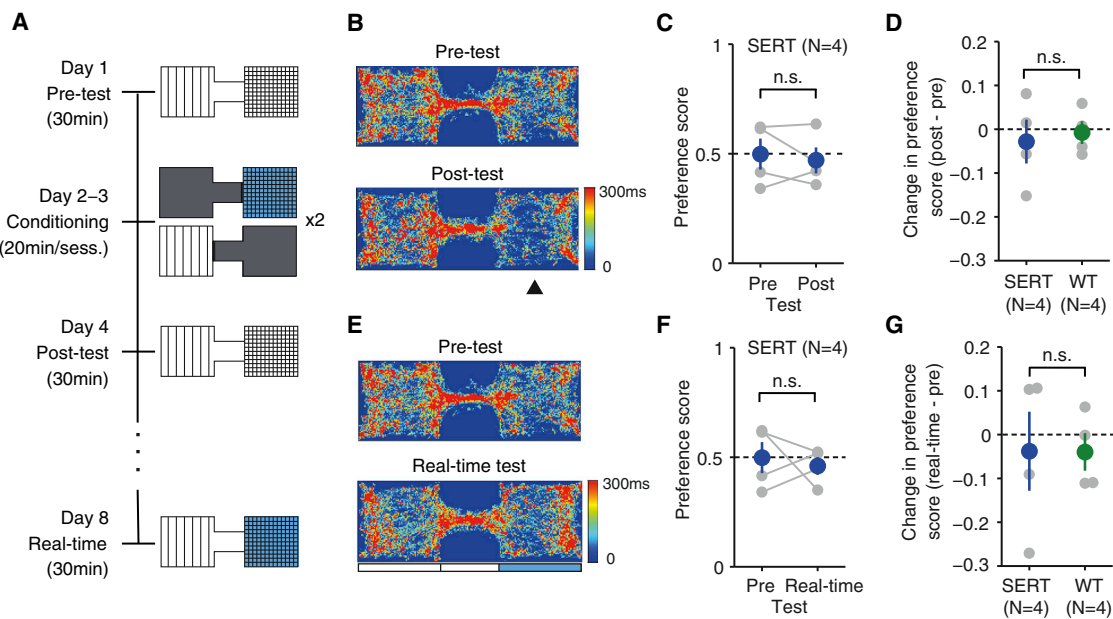 A
Day 1
Pre-test
(30min)
Day 2–3
Conditioning
(20min/sess.)
x2
Day 4
Post-test
(30min)
Day 8
Real-time
(30min)
B
Pre-test
Post-test
300ms
0
C
SERT (N=4)
n.s.
Preference score
1
0.5
0
Pre Post
Test
D
n.s.
Change in preference
score (post - pre)
0.2
0.1
0
−0.1
−0.2
−0.3
SERT WT
(N=4) (N=4)
E
Pre-test
Real-time test
300ms
0
F
SERT (N=4)
n.s.
Preference score
1
0.5
0
Pre Real-time
Test
G
n.s.
Change in preference
score (real-time - pre)
0.2
0.1
0
−0.1
−0.2
−0.3
SERT WT
(N=4) (N=4)